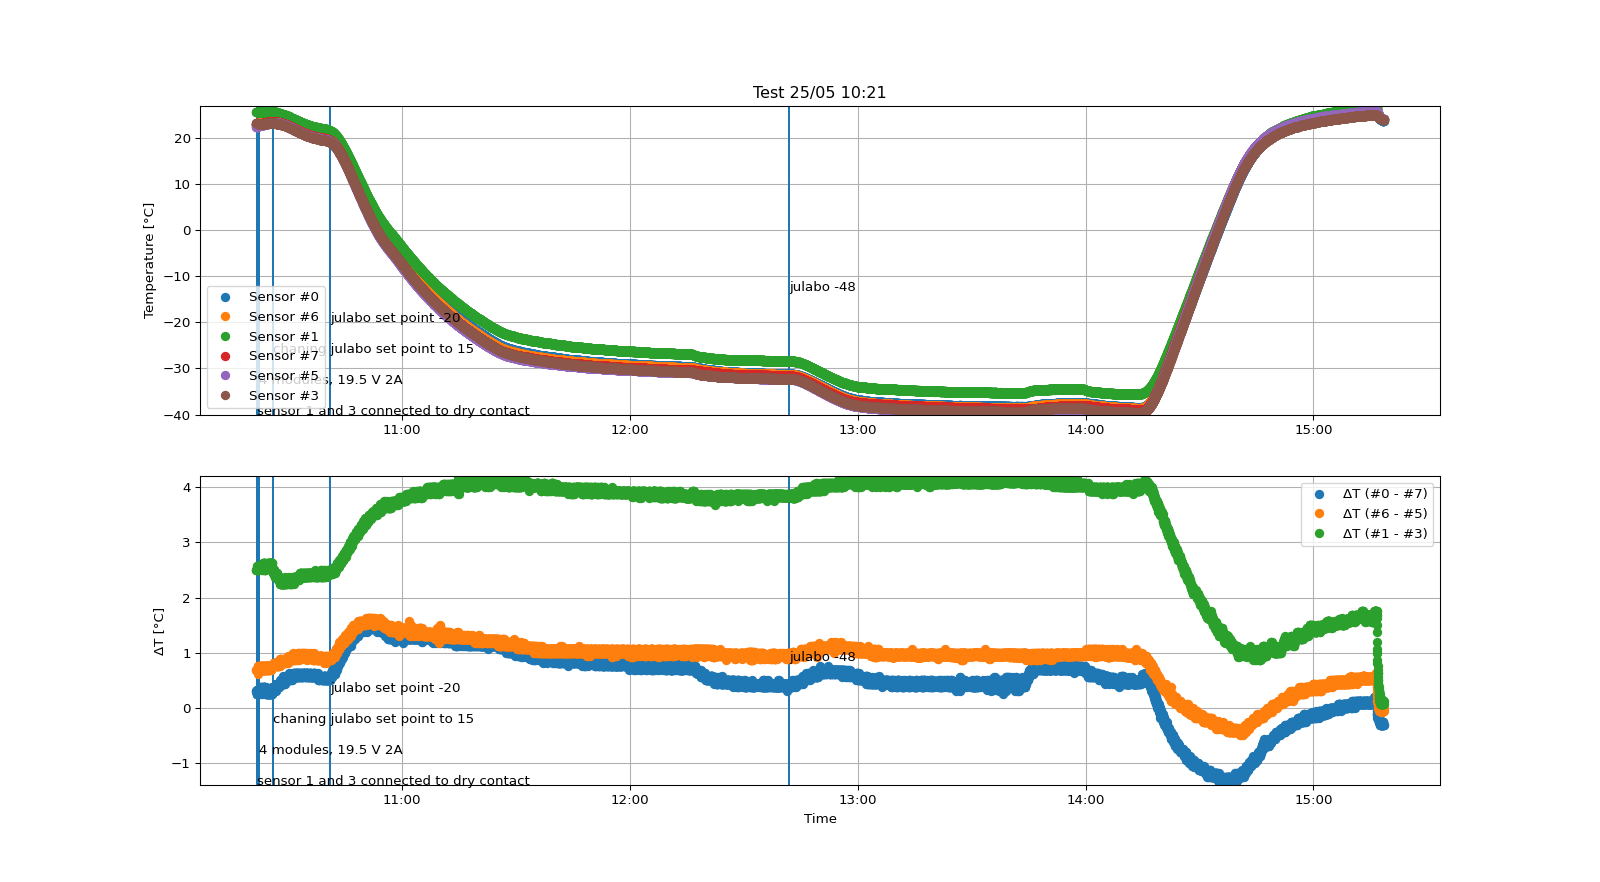 Test 25/05 10:21
Temperature [°C]
20
10
0
−10
−20
−30
−40
Sensor #0
Sensor #6
Sensor #1
Sensor #7
Sensor #5
Sensor #3
julabo -48
julabo set point -20
chaning julabo set point to 15
4 modules, 19.5 V 2A
sensor 1 and 3 connected to dry contact
11:00
12:00
13:00
14:00
15:00
ΔT [°C]
4
3
2
1
0
−1
ΔT (#0 - #7)
ΔT (#6 - #5)
ΔT (#1 - #3)
julabo -48
julabo set point -20
chaning julabo set point to 15
4 modules, 19.5 V 2A
sensor 1 and 3 connected to dry contact
11:00
12:00
13:00
14:00
15:00
Time